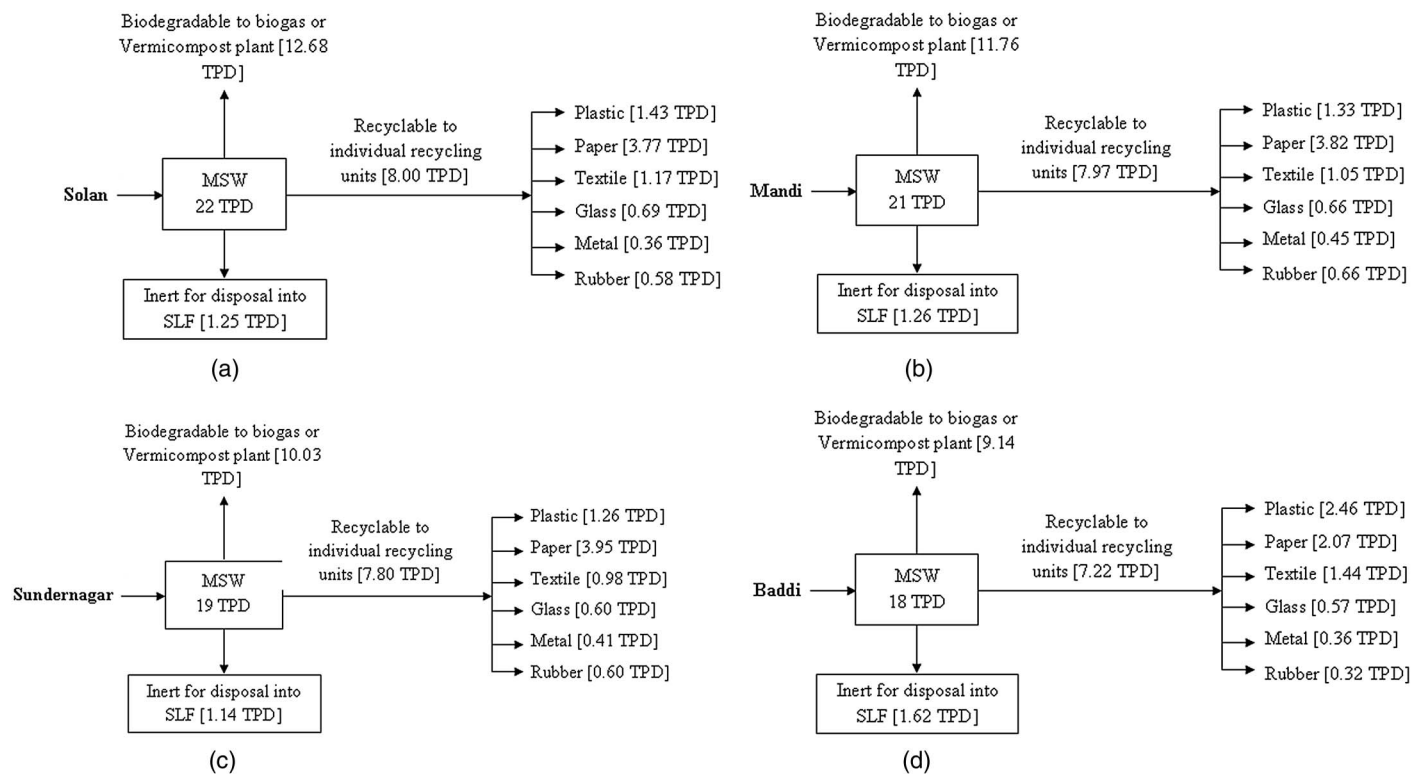 Biodegradable to biogas or
Vermicompost plant [12.68
TPD]
Recyclable to
individual recycling
units [8.00 TPD]
Solan
MSW
22 TPD
Plastic [1.43 TPD]
Paper [3.77 TPD]
Textile [1.17 TPD]
Glass [0.69 TPD]
Metal [0.36 TPD]
Rubber [0.58 TPD]
Inert for disposal into
SLF [1.25 TPD]
(a)
Biodegradable to biogas or
Vermicompost plant [11.76
TPD]
Recyclable to
individual recycling
units [7.97 TPD]
Mandi
MSW
21 TPD
Plastic [1.33 TPD]
Paper [3.82 TPD]
Textile [1.05 TPD]
Glass [0.66 TPD]
Metal [0.45 TPD]
Rubber [0.66 TPD]
Inert for disposal into
SLF [1.26 TPD]
(b)
Biodegradable to biogas or
Vermicompost plant [10.03
TPD]
Recyclable to
individual recycling
units [7.80 TPD]
Sundernagar
MSW
19 TPD
Plastic [1.26 TPD]
Paper [3.95 TPD]
Textile [0.98 TPD]
Glass [0.60 TPD]
Metal [0.41 TPD]
Rubber [0.60 TPD]
Inert for disposal into
SLF [1.14 TPD]
(c)
Biodegradable to biogas or
Vermicompost plant [9.14
TPD]
Recyclable to
individual recycling
units [7.22 TPD]
Baddi
MSW
18 TPD
Plastic [2.46 TPD]
Paper [2.07 TPD]
Textile [1.44 TPD]
Glass [0.57 TPD]
Metal [0.36 TPD]
Rubber [0.32 TPD]
Inert for disposal into
SLF [1.62 TPD]
(d)